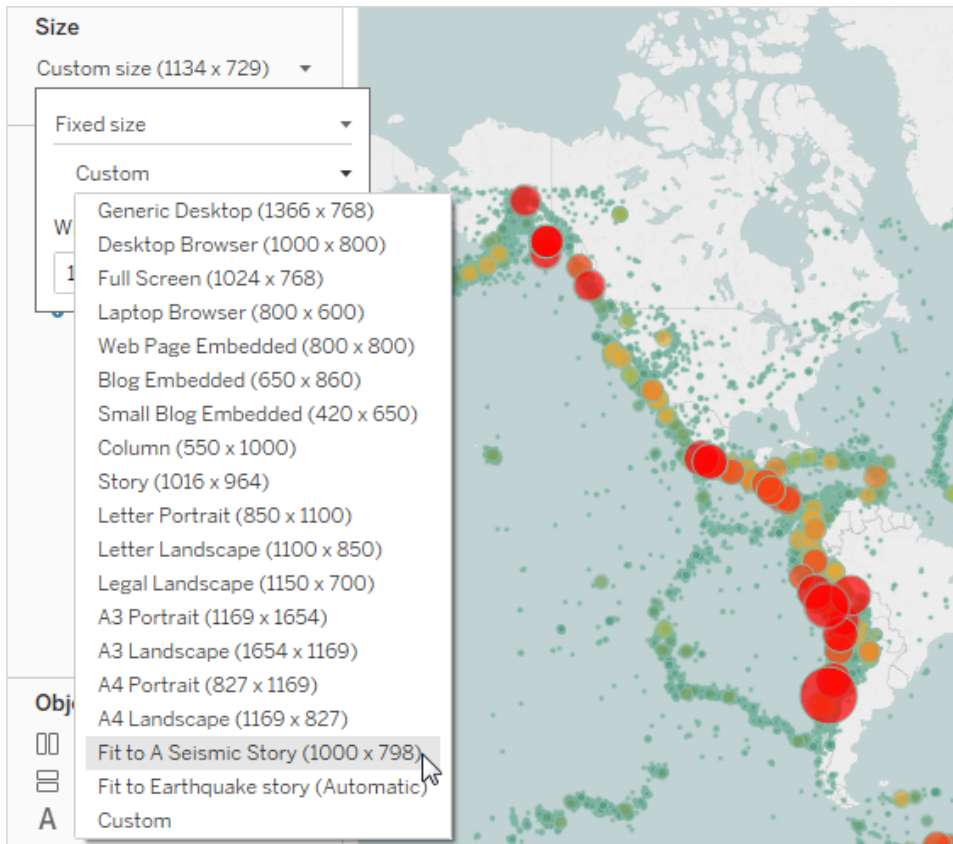 Size
Custom size (1134 x 729)
Fixed size
Custom
Generic Desktop (1366 x 768)
Desktop Browser (1000 x 800)
Full Screen (1024 x 768)
Laptop Browser (800 x 600)
Web Page Embedded (800 x 800)
Blog Embedded (650 x 860)
Small Blog Embedded (420 x 650)
Column (550 x 1000)
Story (1016 x 964)
Letter Portrait (850 x 1100)
Letter Landscape (1100 x 850)
Legal Landscape (1150 x 700)
A3 Portrait (1169 x 1654)
A3 Landscape (1654 x 1169)
A4 Portrait (827 x 1169)
A4 Landscape (1169 x 827)
Fit to A Seismic Story (1000 x 798)
Fit to Earthquake story (Automatic)
Custom
A